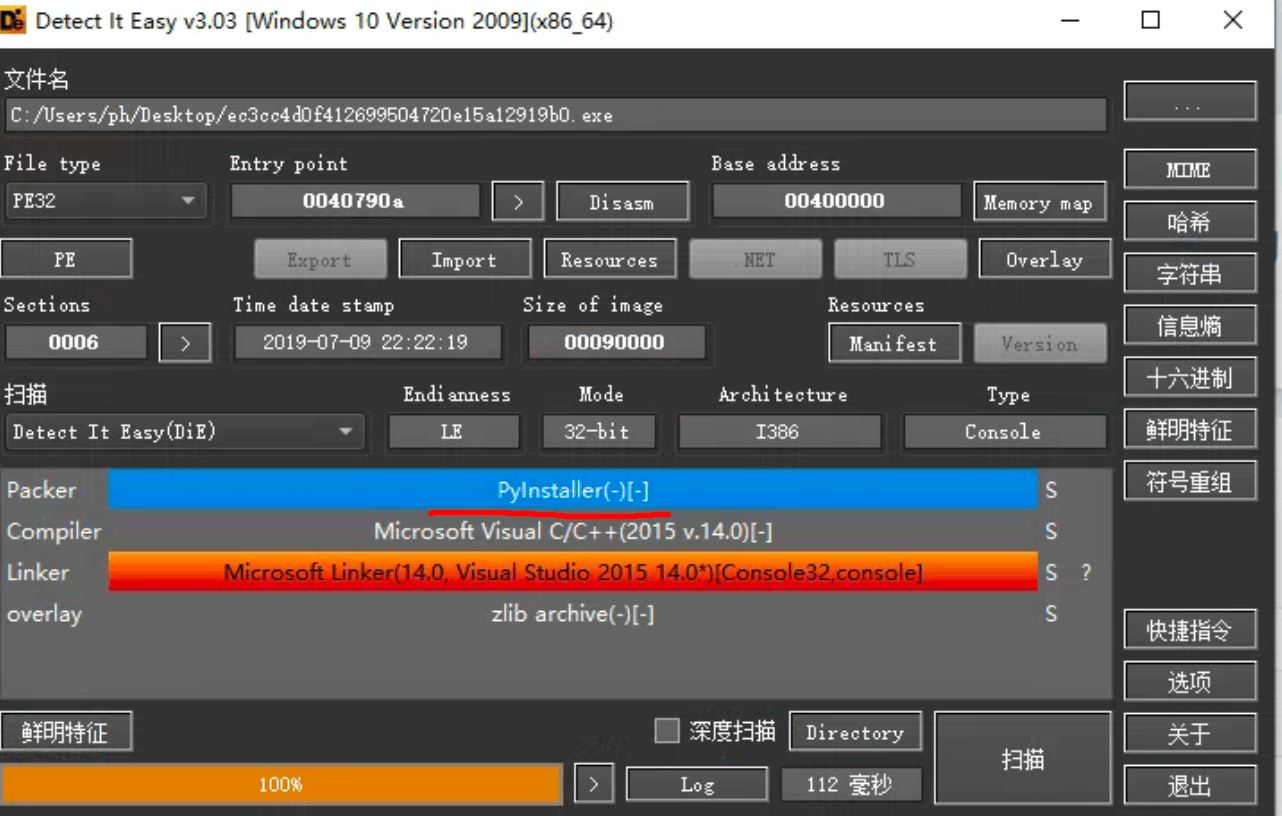 Detect It Easy v3.03 [Windows 10 Version 2009](x86_64)
文件名
C:/Users/ph/Desktop/ec3cc4d0f412699504720e15a12919b0.exe
...
File type Entry point Base address
PE32 0040790a > Disasm 00400000 Memory map
MIME
哈希
PE Export Import Resources .NET TLS Overlay
字符串
Sections Time date stamp Size of image Resources
0006 > 2019-07-09 22:22:19 00090000 Manifest Version
信息熵
十六进制
扫描 Endianness Mode Architecture Type
Detect It Easy(DiE) LE 32-bit I386 Console
鲜明特征
符号重组
Packer PyInstaller(-)[-] S
Compiler Microsoft Visual C/C++(2015 v.14.0)[-] S
Linker Microsoft Linker(14.0, Visual Studio 2015 14.0*)[Console32,console] S ?
overlay zlib archive(-)[-] S
快捷指令
选项
鲜明特征 深度扫描 Directory 扫描
关于
100% > Log 112 毫秒
退出